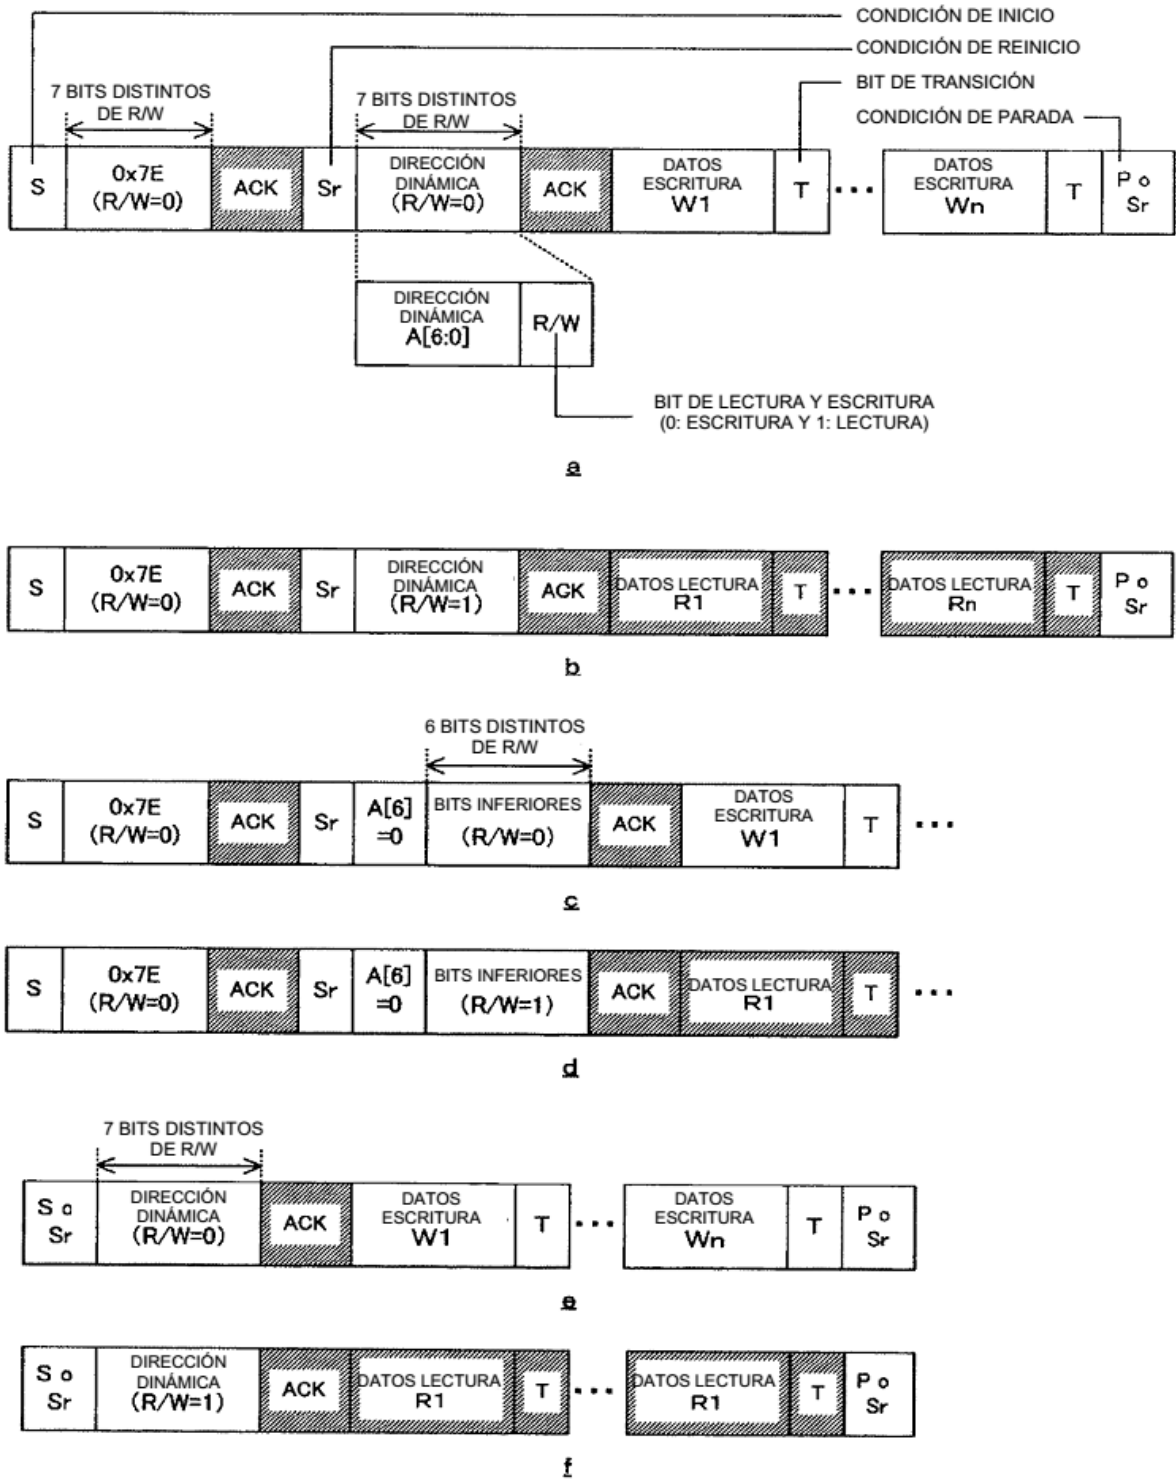 CONDICIÓN DE INICIO
CONDICIÓN DE REINICIO
BIT DE TRANSICIÓN
CONDICIÓN DE PARADA
7 BITS DISTINTOS
DE R/W
7 BITS DISTINTOS
DE R/W
S
0x7E
(R/W=0)
ACK
Sr
DIRECCIÓN
DINÁMICA
(R/W=0)
ACK
DATOS
ESCRITURA
W1
T
...
DATOS
ESCRITURA
Wn
T
P o
Sr
DIRECCIÓN
DINÁMICA
A[6:0]
R/W
BIT DE LECTURA Y ESCRITURA
(0: ESCRITURA Y 1: LECTURA)
a
S
0x7E
(R/W=0)
ACK
Sr
DIRECCIÓN
DINÁMICA
(R/W=1)
ACK
DATOS LECTURA
R1
T
...
DATOS LECTURA
Rn
T
P o
Sr
b
6 BITS DISTINTOS
DE R/W
S
0x7E
(R/W=0)
ACK
Sr
A[6]
=0
BITS INFERIORES
(R/W=0)
ACK
DATOS
ESCRITURA
W1
T
...
c
S
0x7E
(R/W=0)
ACK
Sr
A[6]
=0
BITS INFERIORES
(R/W=1)
ACK
DATOS LECTURA
R1
T
...
d
7 BITS DISTINTOS
DE R/W
S o
Sr
DIRECCIÓN
DINÁMICA
(R/W=0)
ACK
DATOS
ESCRITURA
W1
T
...
DATOS
ESCRITURA
Wn
T
P o
Sr
e
S o
Sr
DIRECCIÓN
DINÁMICA
(R/W=1)
ACK
DATOS LECTURA
R1
T
...
DATOS LECTURA
R1
T
P o
Sr
f